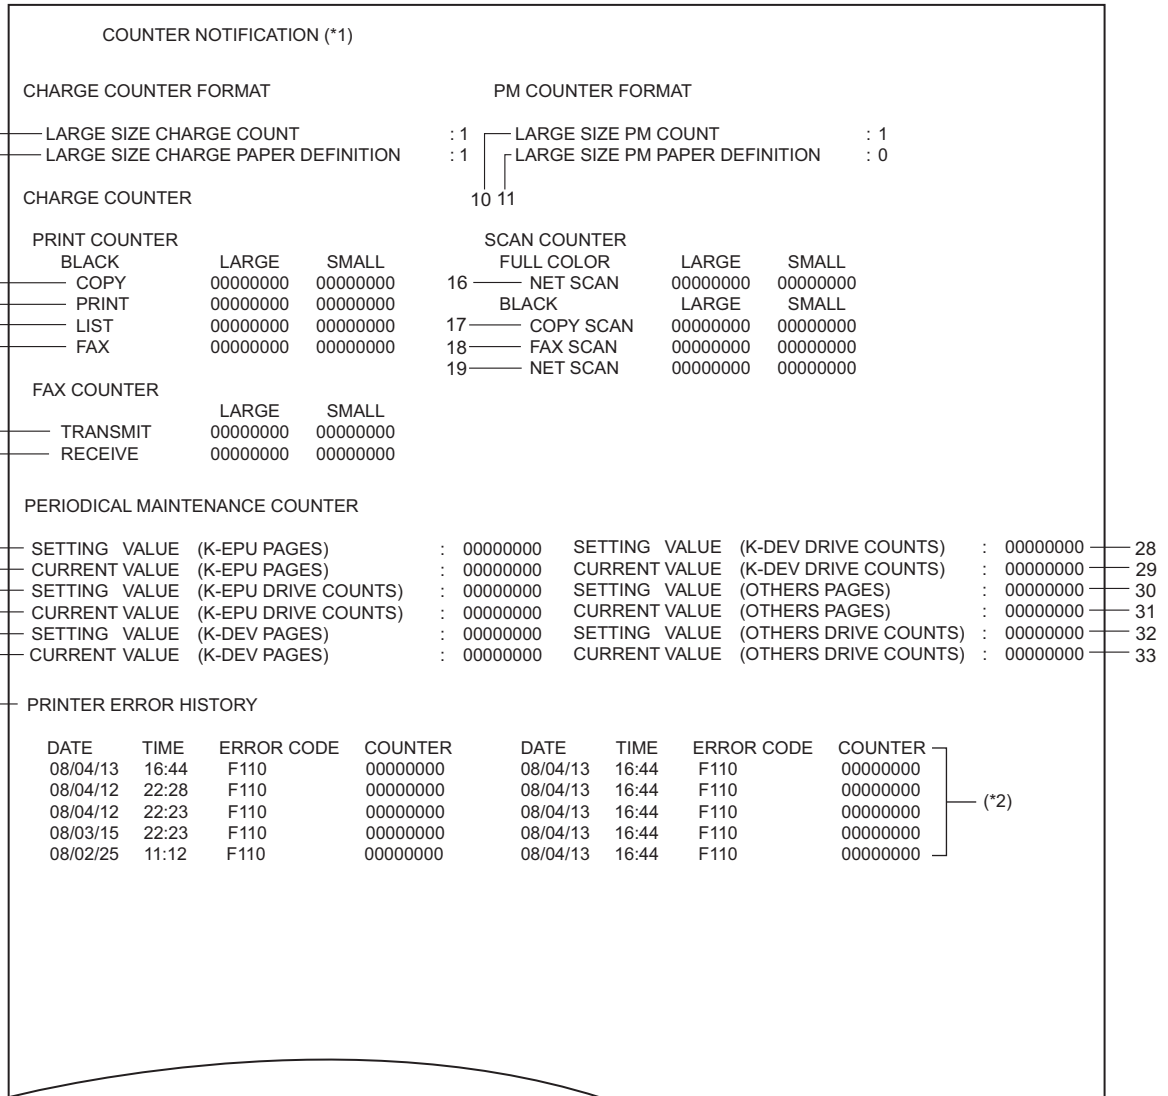 COUNTER NOTIFICATION (*1)
CHARGE COUNTER FORMAT PM COUNTER FORMAT
LARGE SIZE CHARGE COUNT : 1 LARGE SIZE PM COUNT : 1
LARGE SIZE CHARGE PAPER DEFINITION : 1 LARGE SIZE PM PAPER DEFINITION : 0
CHARGE COUNTER 10 11
PRINT COUNTER SCAN COUNTER
BLACK LARGE SMALL FULL COLOR LARGE SMALL
COPY 00000000 00000000 16 NET SCAN 00000000 00000000
PRINT 00000000 00000000 BLACK LARGE SMALL
LIST 00000000 00000000 17 COPY SCAN 00000000 00000000
FAX 00000000 00000000 18 FAX SCAN 00000000 00000000
19 NET SCAN 00000000 00000000
FAX COUNTER
LARGE SMALL
TRANSMIT 00000000 00000000
RECEIVE 00000000 00000000
PERIODICAL MAINTENANCE COUNTER
SETTING VALUE (K-EPU PAGES) : 00000000 SETTING VALUE (K-DEV DRIVE COUNTS) : 00000000 28
CURRENT VALUE (K-EPU PAGES) : 00000000 CURRENT VALUE (K-DEV DRIVE COUNTS) : 00000000 29
SETTING VALUE (K-EPU DRIVE COUNTS) : 00000000 SETTING VALUE (OTHERS PAGES) : 00000000 30
CURRENT VALUE (K-EPU DRIVE COUNTS) : 00000000 CURRENT VALUE (OTHERS PAGES) : 00000000 31
SETTING VALUE (K-DEV PAGES) : 00000000 SETTING VALUE (OTHERS DRIVE COUNTS) : 00000000 32
CURRENT VALUE (K-DEV PAGES) : 00000000 CURRENT VALUE (OTHERS DRIVE COUNTS) : 00000000 33
PRINTER ERROR HISTORY
DATE TIME ERROR CODE COUNTER DATE TIME ERROR CODE COUNTER
08/04/13 16:44 F110 00000000 08/04/13 16:44 F110 00000000
08/04/12 22:28 F110 00000000 08/04/13 16:44 F110 00000000 (*2)
08/04/12 22:23 F110 00000000 08/04/13 16:44 F110 00000000
08/03/15 22:23 F110 00000000 08/04/13 16:44 F110 00000000
08/02/25 11:12 F110 00000000 08/04/13 16:44 F110 00000000